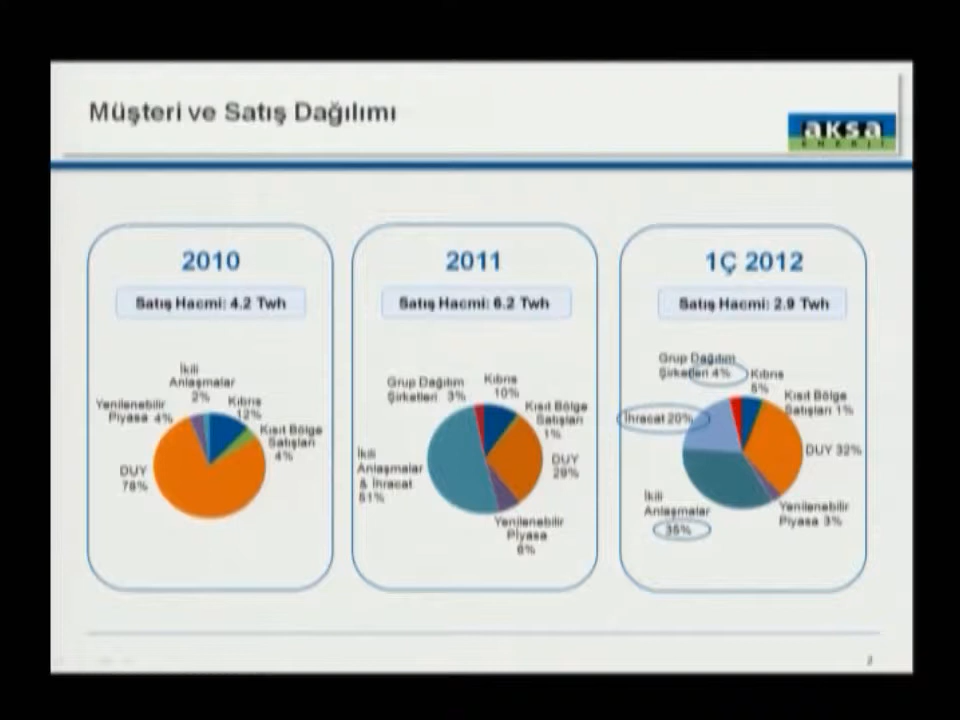 Müşteri ve Satış Dağılımı
aksa
ENERJİ
2010
Satış Hacmi: 4.2 Twh
İkili
Anlaşmalar
2%
Yenilenebilir
Piyasa 4%
Kıbrıs
12%
Kısıt Bölge
Satışları
4%
DUY
78%
2011
Satış Hacmi: 6.2 Twh
Grup Dağıtım
Şirketleri 3%
Kıbrıs
10%
Kısıt Bölge
Satışları
1%
DUY
29%
İkili
Anlaşmalar
& İhracat
51%
Yenilenebilir
Piyasa
6%
1Ç 2012
Satış Hacmi: 2.9 Twh
Grup Dağıtım
Şirketleri 4%
Kıbrıs
5%
Kısıt Bölge
Satışları 1%
İhracat 20%
DUY 32%
İkili
Anlaşmalar
35%
Yenilenebilir
Piyasa 3%